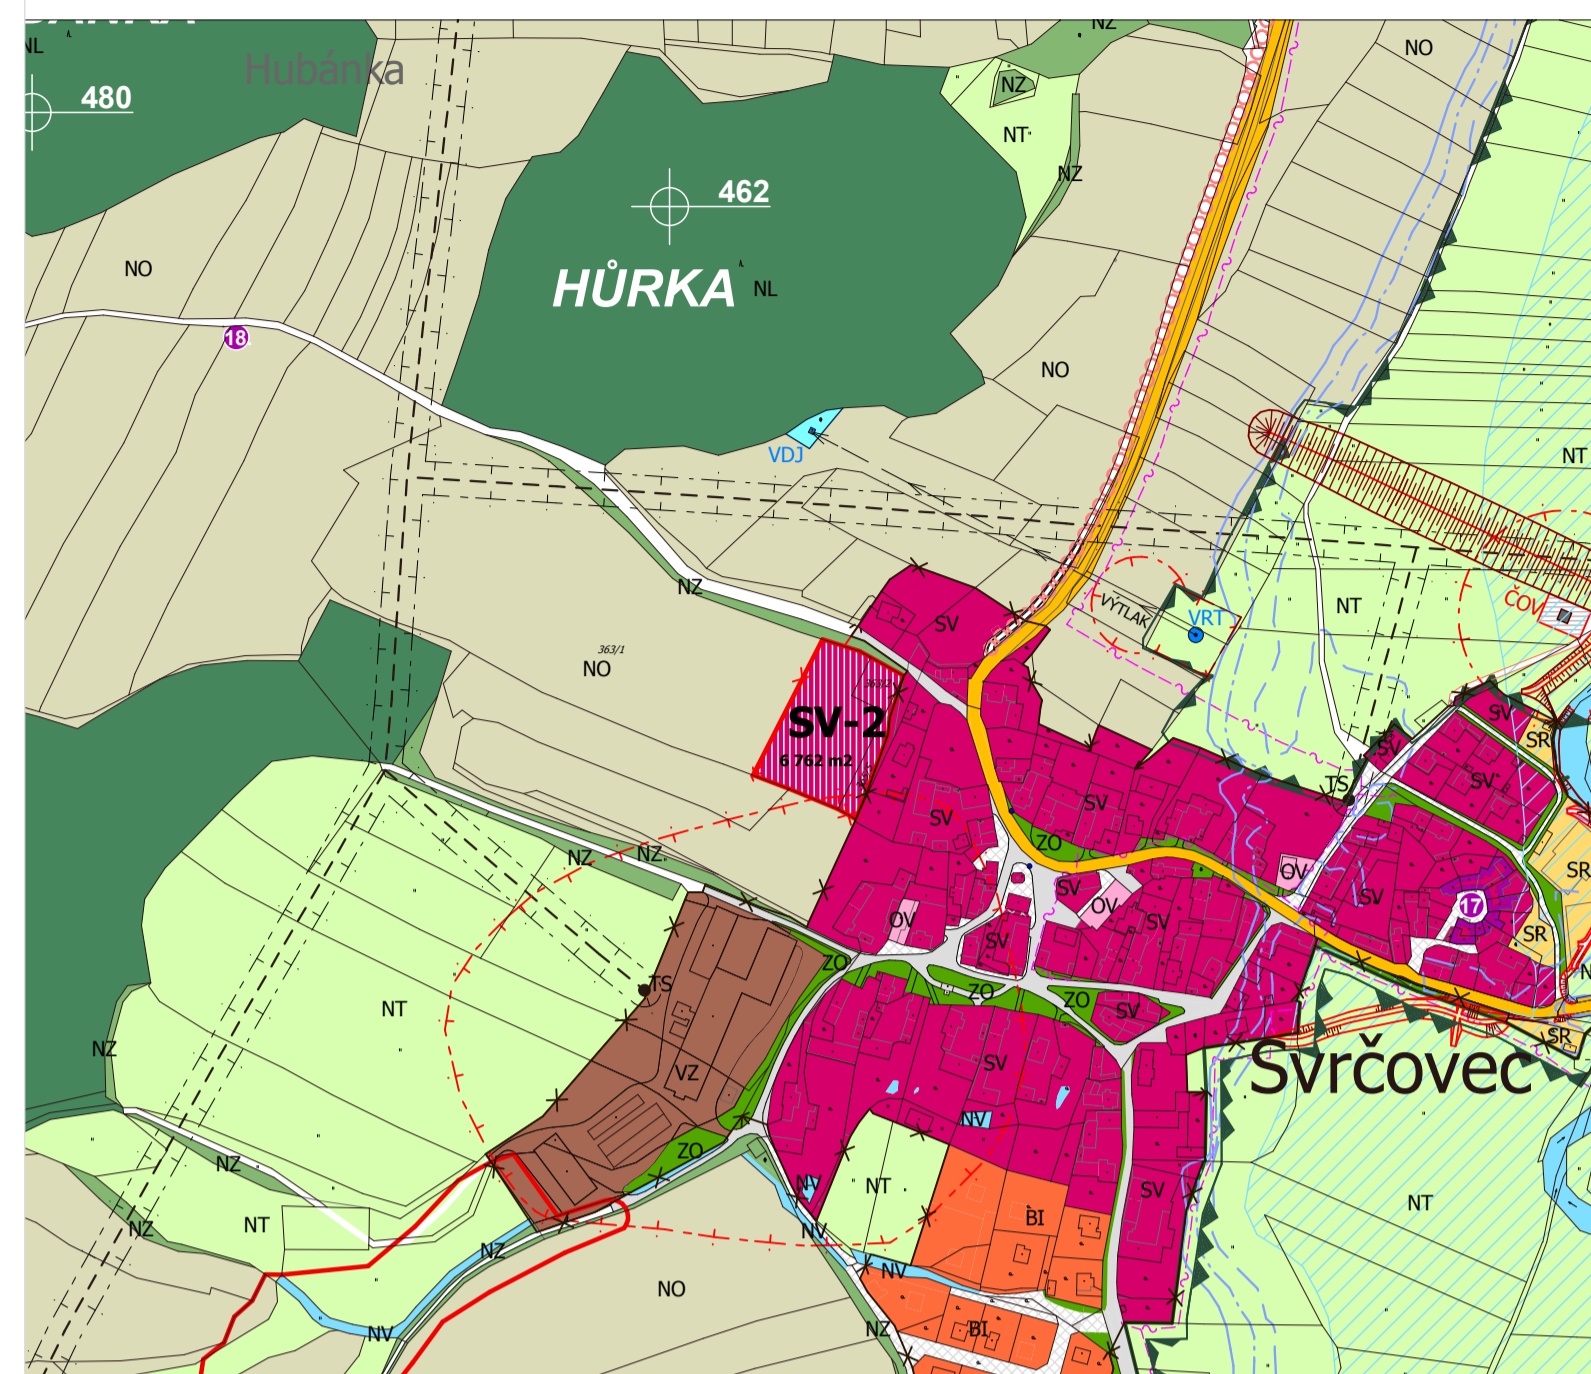 NL
Hubánka
480
NZ
NO
NZ
NT
NZ
462
HŮRKA
NL
NO
18
NO
VDJ
NT
NZ
VÝTLAK
VRT
NT
ČOV
SV
363/1
NO
363/2
SV-2
6 762 m2
SV
SR
SV
SV
TS
SV
SV
ZO
NZ
NZ
SV
OV
SR
SV
17
OV
OV
SV
SV
SR
ZO
ZO
ZO
TS
NT
SV
SR
NZ
VZ
SV
Svrčovec
NV
ZO
NZ
NV
NT
SV
NT
NZ
NT
NV
BI
NZ
NV
NO
NV
NZ
BI